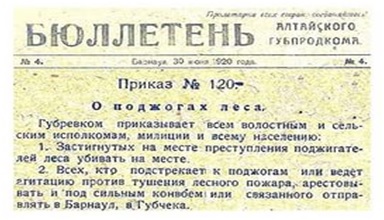 Пролетарии всех стран, соединяйтесь!
БЮЛЛЕТЕНЬ АЛТАЙСКОГО
ГУБПРОДКОМА.
№ 4. Барнаул, 30 июня 1920 года. № 4.
Приказ № 120.-
О поджогах леса.
Губревком приказывает всем волостным и сель-
ским исполкомам, милиции и всему населению:
1. Застигнутых на месте преступления поджигате-
лей леса убивать на месте.
2. Всех, кто подстрекает к поджогам или ведет
агитацию против тушения лесного пожара, арестовы-
вать и под сильным конвоем или связанного отпра-
влять в Барнаул, в Губчека.